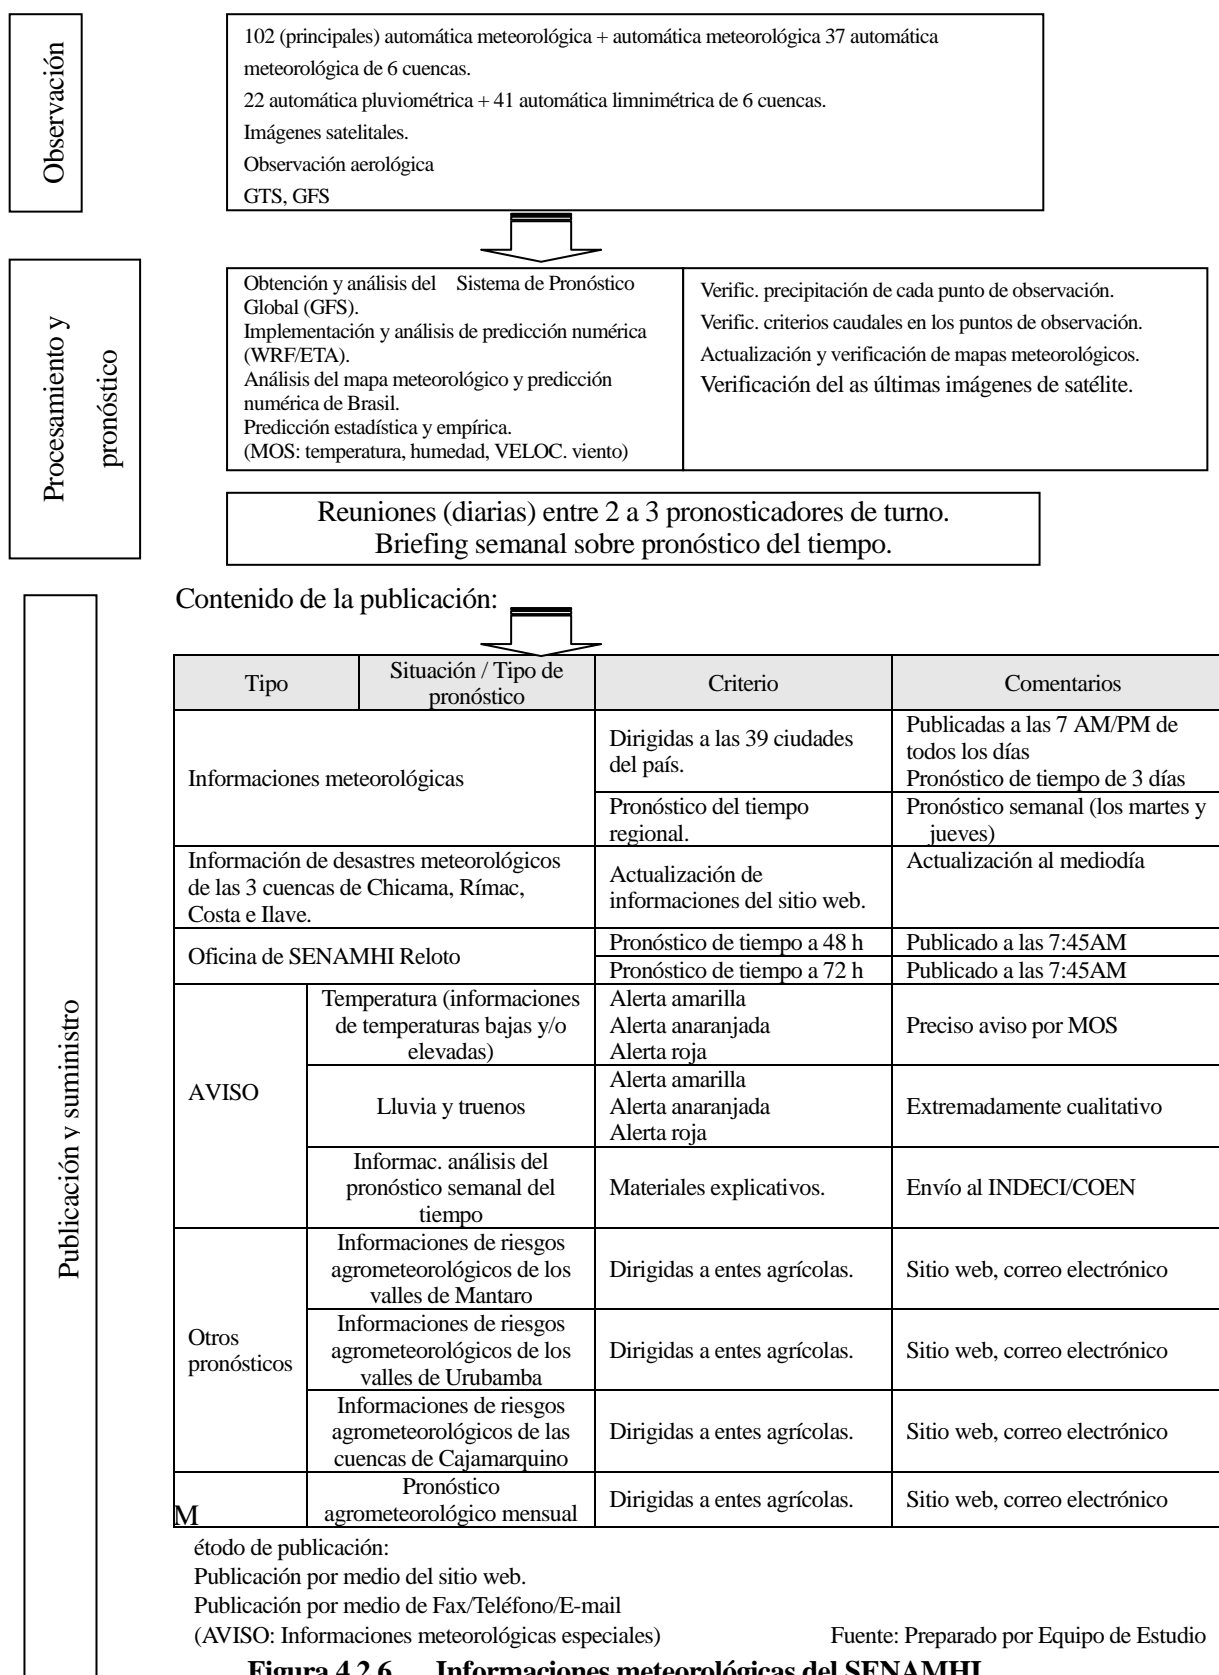 Observación
102 (principales) automática meteorológica + automática meteorológica 37 automática
meteorológica de 6 cuencas.
22 automática pluviométrica + 41 automática limnimétrica de 6 cuencas.
Imágenes satelitales.
Observación aerológica
GTS, GFS
Procesamiento y
pronóstico
Obtención y análisis del Sistema de Pronóstico
Global (GFS).
Implementación y análisis de predicción numérica
(WRF/ETA).
Análisis del mapa meteorológico y predicción
numérica de Brasil.
Predicción estadística y empírica.
(MOS: temperatura, humedad, VELOC. viento)
Verific. precipitación de cada punto de observación.
Verific. criterios caudales en los puntos de observación.
Actualización y verificación de mapas meteorológicos.
Verificación del as últimas imágenes de satélite.
Reuniones (diarias) entre 2 a 3 pronosticadores de turno.
Briefing semanal sobre pronóstico del tiempo.
Publicación y suministro
Contenido de la publicación:
Tipo
Situación / Tipo de
pronóstico
Criterio
Comentarios
Informaciones meteorológicas
Dirigidas a las 39 ciudades
del país.
Publicadas a las 7 AM/PM de
todos los días
Pronóstico de tiempo de 3 días
Pronóstico del tiempo
regional.
Pronóstico semanal (los martes y
jueves)
Información de desastres meteorológicos
de las 3 cuencas de Chicama, Rímac,
Costa e Ilave.
Actualización de
informaciones del sitio web.
Actualización al mediodía
Oficina de SENAMHI Reloto
Pronóstico de tiempo a 48 h
Publicado a las 7:45AM
Pronóstico de tiempo a 72 h
Publicado a las 7:45AM
AVISO
Temperatura (informaciones
de temperaturas bajas y/o
elevadas)
Alerta amarilla
Alerta anaranjada
Alerta roja
Preciso aviso por MOS
Lluvia y truenos
Alerta amarilla
Alerta anaranjada
Alerta roja
Extremadamente cualitativo
Informac. análisis del
pronóstico semanal del
tiempo
Materiales explicativos.
Envío al INDECI/COEN
Otros
pronósticos
Informaciones de riesgos
agrometeorológicos de los
valles de Mantaro
Dirigidas a entes agrícolas.
Sitio web, correo electrónico
Informaciones de riesgos
agrometeorológicos de los
valles de Urubamba
Dirigidas a entes agrícolas.
Sitio web, correo electrónico
Informaciones de riesgos
agrometeorológicos de las
cuencas de Cajamarquino
Dirigidas a entes agrícolas.
Sitio web, correo electrónico
Pronóstico
agrometeorológico mensual
Dirigidas a entes agrícolas.
Sitio web, correo electrónico
M
étodo de publicación:
Publicación por medio del sitio web.
Publicación por medio de Fax/Teléfono/E-mail
(AVISO: Informaciones meteorológicas especiales)
Fuente: Preparado por Equipo de Estudio
Figura 4.2.6 Informaciones meteorológicas del SENAMHI